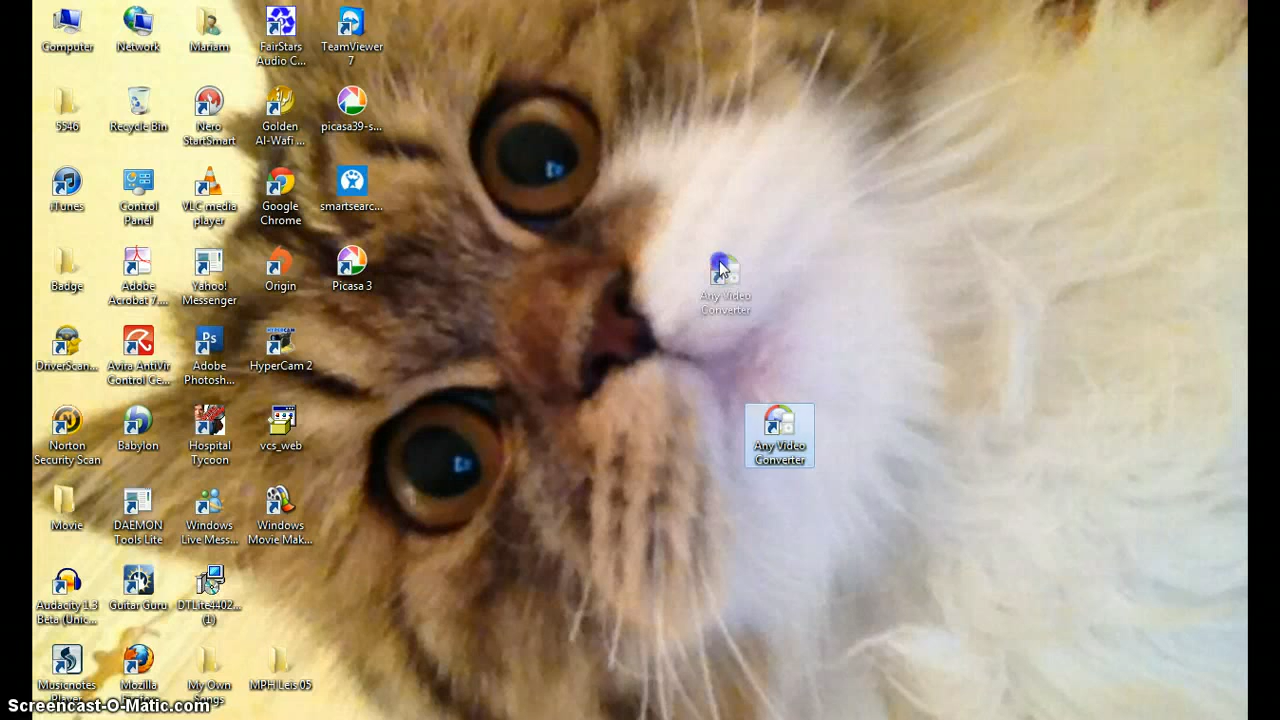 Computer
Network
Mariam
FairStars
Audio C...
TeamViewer
7
5546
Recycle Bin
Nero
StartSmart
Golden
Al-Wafi ...
picasa39-s...
iTunes
Control
Panel
VLC media
player
Google
Chrome
smartsearc...
Badge
Adobe
Acrobat 7....
Yahoo!
Messenger
Origin
Picasa 3
Any Video
Converter
DriverScan...
Avira AntiVir
Control Ce...
Adobe
Photosh...
HyperCam 2
Norton
Security Scan
Babylon
Hospital
Tycoon
vcs_web
Any Video
Converter
Movie
DAEMON
Tools Lite
Windows
Live Mess...
Windows
Movie Mak...
Audacity 1.3
Beta (Unic...
Guitar Guru
DTLite4402...
(1)
Musicnotes
Player
Mozilla
Firefox
My Own
Songs
MPH Leis 05
Screencast-O-Matic.com